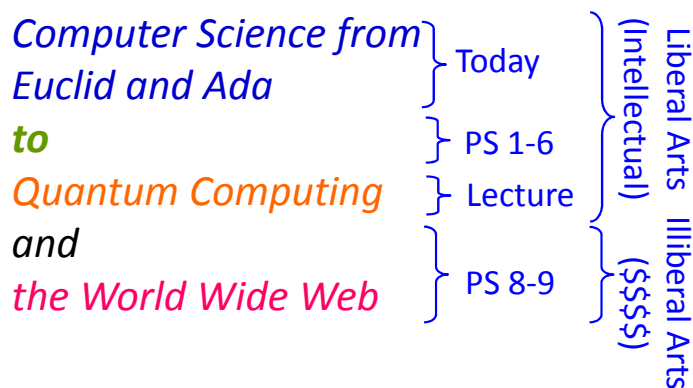 Computer Science from
Euclid and Ada
to
Quantum Computing
and
the World Wide Web
Today
PS 1-6
Lecture
PS 8-9
Liberal Arts
(Intellectual)
Illiberal Arts
($$$$)